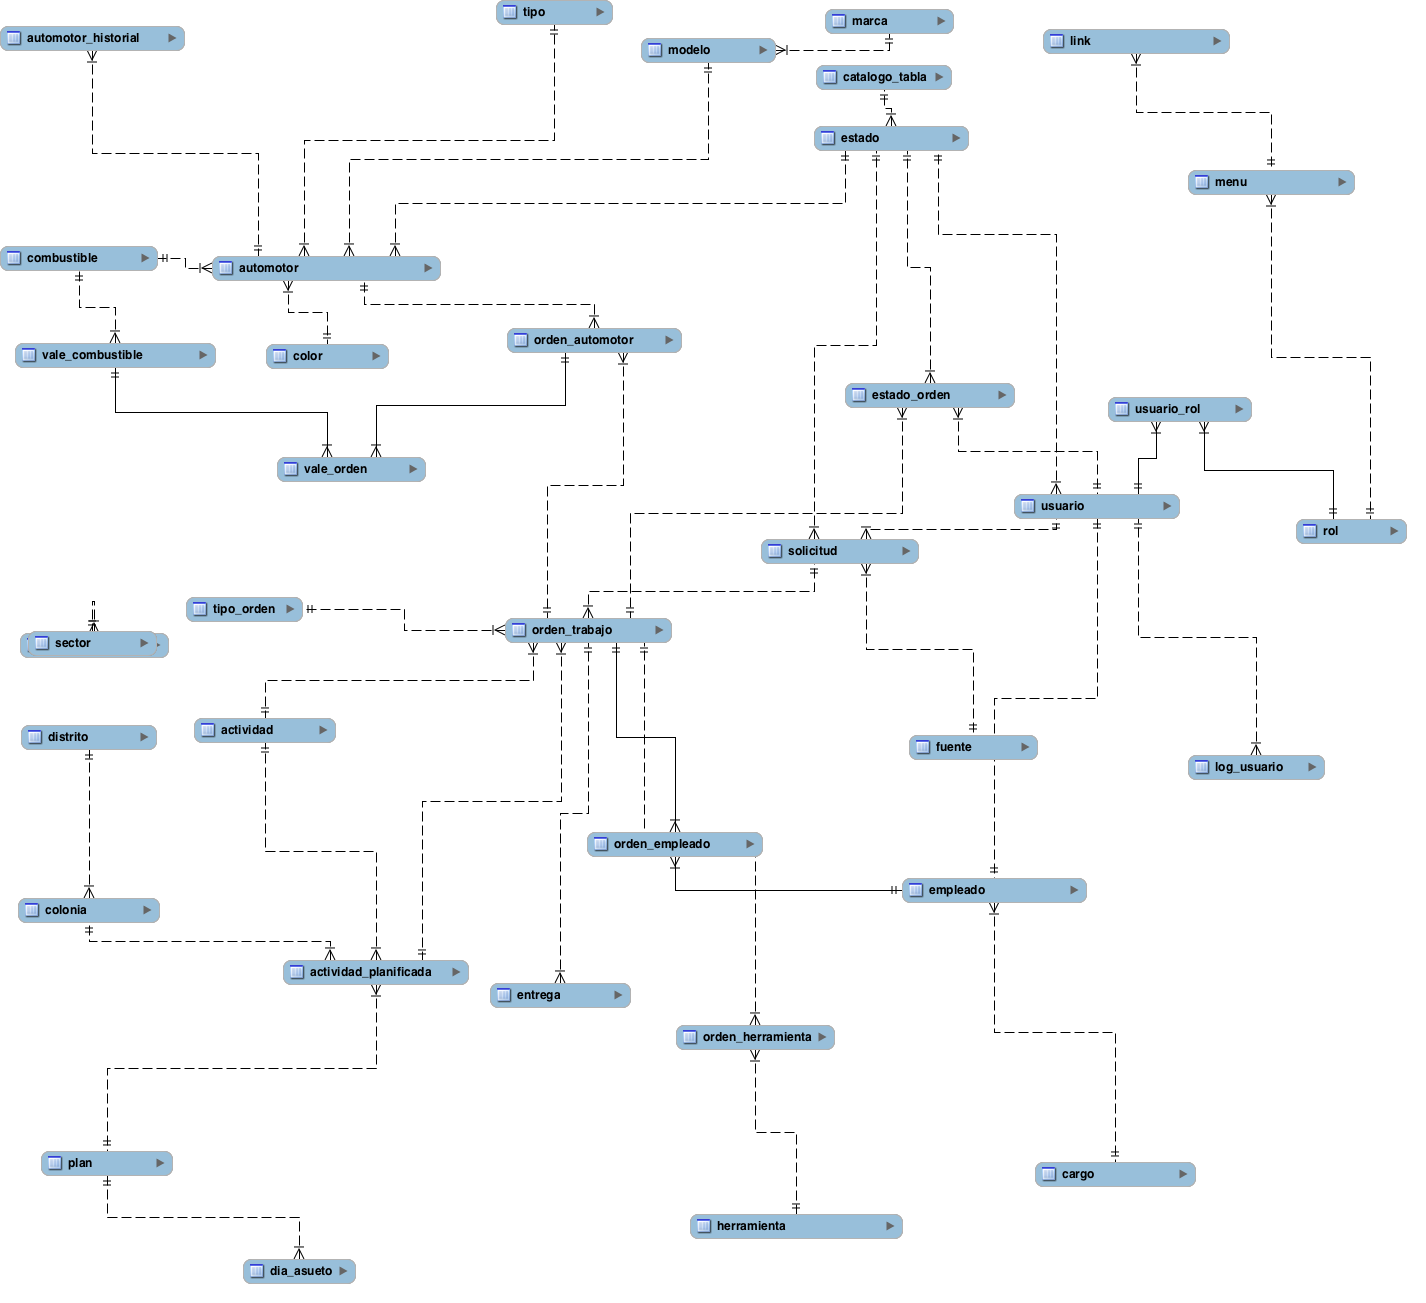 tipo
marca
automotor_historial
link
modelo
catalogo_tabla
estado
menu
combustible
automotor
orden_automotor
vale_combustible
color
estado_orden
usuario_rol
vale_orden
usuario
rol
solicitud
tipo_orden
orden_trabajo
sector
actividad
distrito
fuente
log_usuario
orden_empleado
empleado
colonia
actividad_planificada
entrega
orden_herramienta
plan
cargo
herramienta
dia_asueto